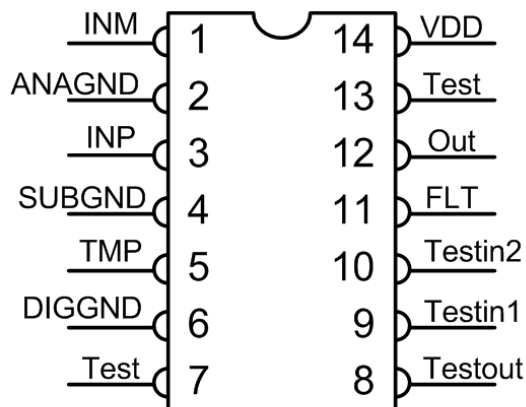 INM 1 14 VDD
ANAGND 2 13 Test
INP 3 12 Out
SUBGND 4 11 FLT
TMP 5 10 Testin2
DIGGND 6 9 Testin1
Test 7 8 Testout